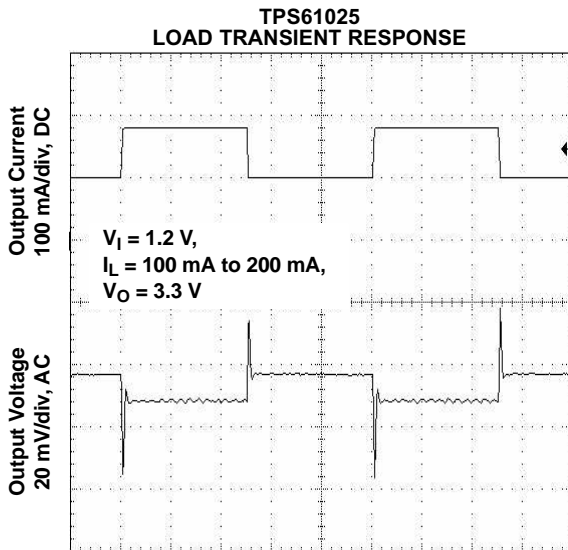 TPS61025
LOAD TRANSIENT RESPONSE
Output Current
100 mA/div, DC
V_I = 1.2 V,
I_L = 100 mA to 200 mA,
V_O = 3.3 V
Output Voltage
20 mV/div, AC